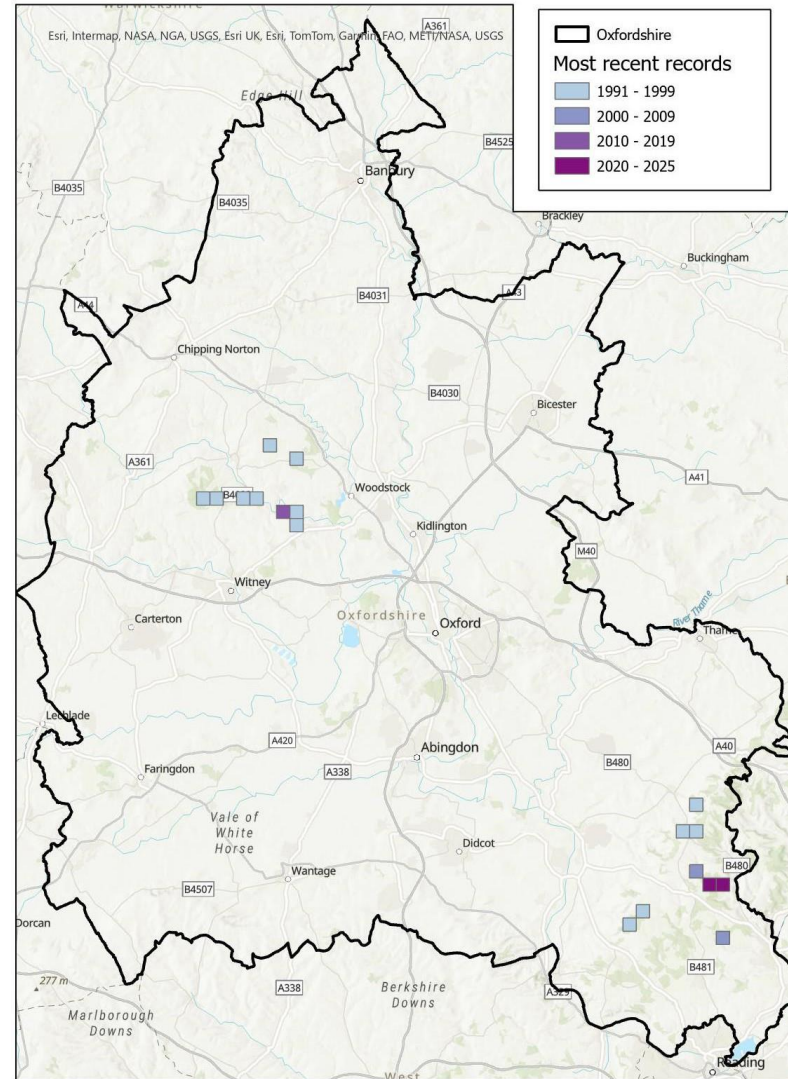 Warwickshire
A361
Esri, Intermap, NASA, NGA, USGS, Esri UK, Esri, TomTom, Garmin, FAO, METI/NASA, USGS
Oxfordshire
Most recent records
1991 - 1999
2000 - 2009
2010 - 2019
2020 - 2025
Edge Hill
B4525
Banbury
B4035
B4035
Brackley
Buckingham
A43
B4031
A44
Chipping Norton
B4030
Bicester
A361
A41
Woodstock
Kidlington
M40
Witney
Oxfordshire
Carterton
Oxford
River Thame
Thame
Lechlade
A420
A40
Abingdon
B480
Faringdon
A338
Vale of
White
Horse
Didcot
B480
Wantage
B4507
Dorcan
B481
277 m
A338
Berkshire
Downs
A329
Marlborough
Downs
Reading
West